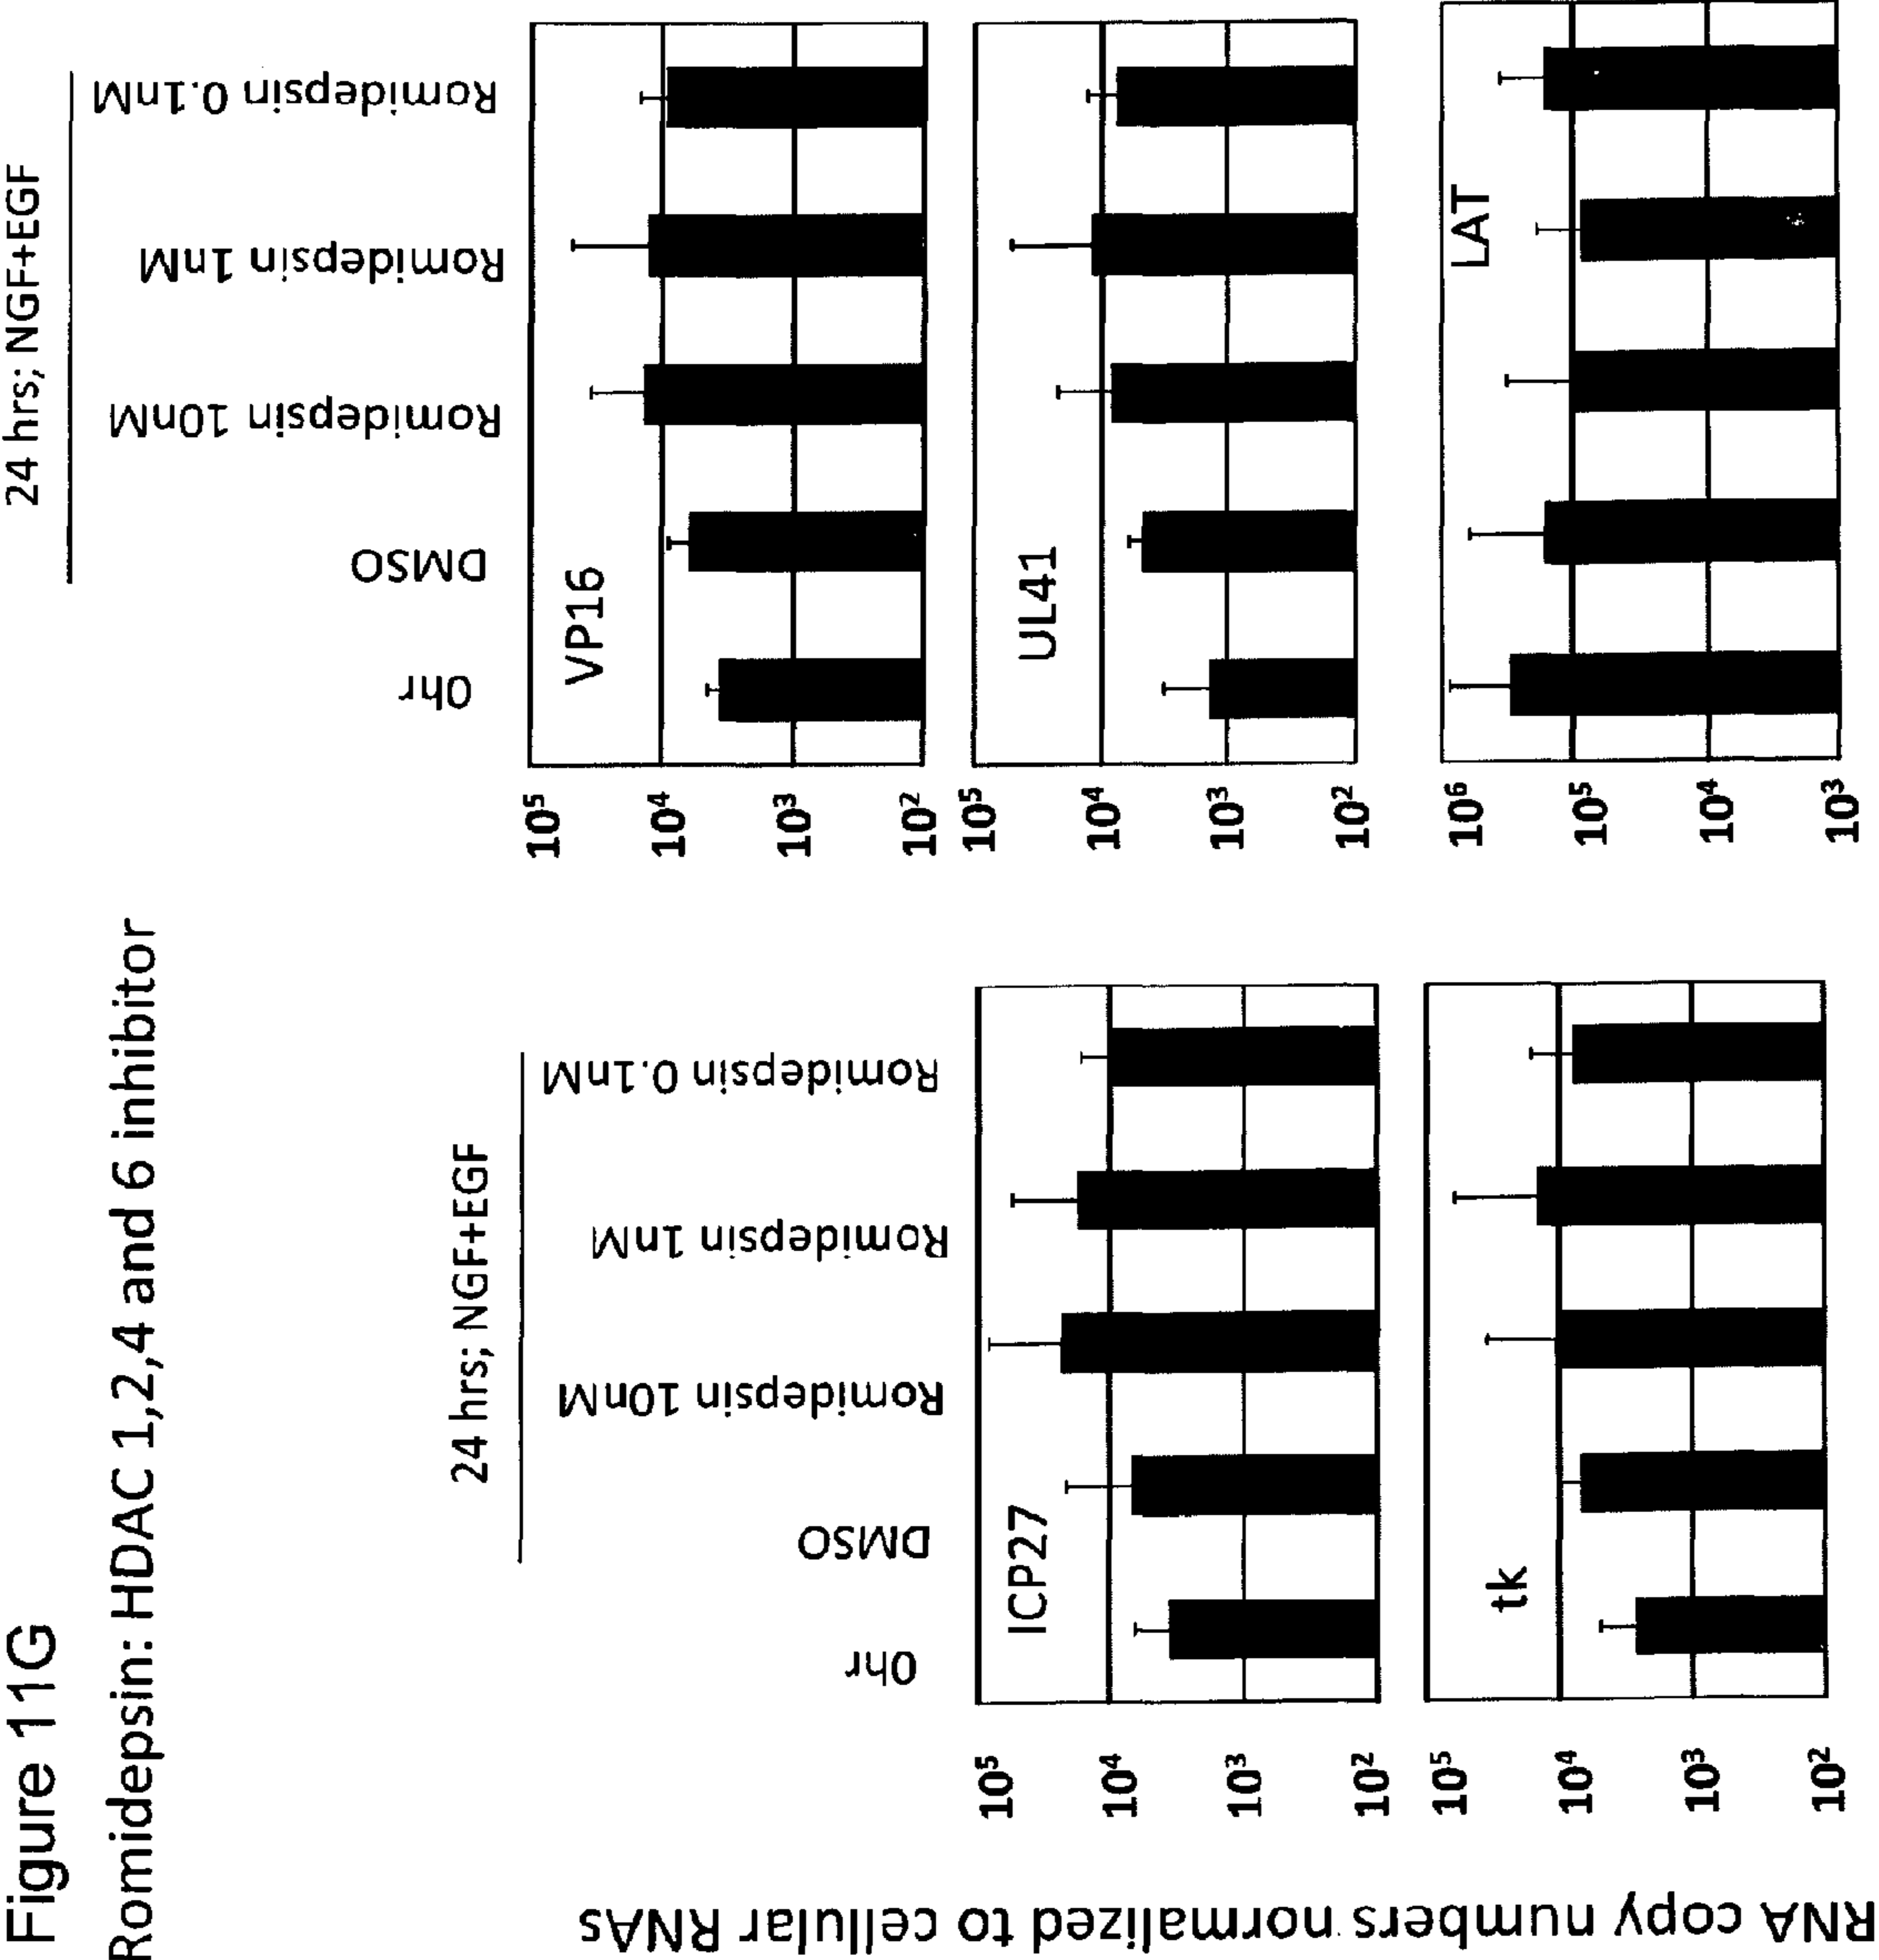 Figure 11G
Romidepsin: HDAC 1,2,4 and 6 inhibitor
RNA copy numbers normalized to cellular RNAs
24 hrs; NGF+EGF
0hr
DMSO
Romidepsin 10nM
Romidepsin 1nM
Romidepsin 0.1nM
ICP27
10⁵
10⁴
10³
10²
tk
10⁵
10⁴
10³
10²
24 hrs; NGF+EGF
0hr
DMSO
Romidepsin 10nM
Romidepsin 1nM
Romidepsin 0.1nM
VP16
10⁵
10⁴
10³
10²
UL41
10⁵
10⁴
10³
10²
LAT
10⁶
10⁵
10⁴
10³